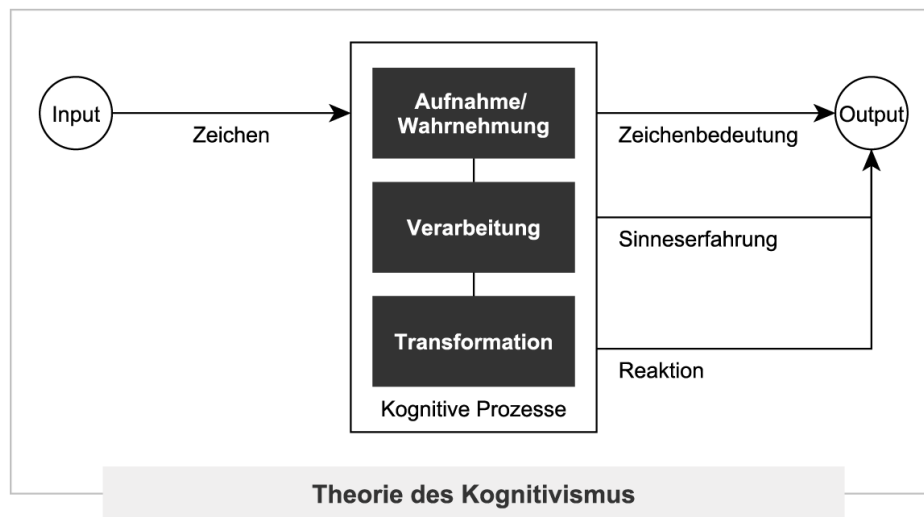 Input
Zeichen
Aufnahme/
Wahrnehmung
Verarbeitung
Transformation
Kognitive Prozesse
Zeichenbedeutung
Sinneserfahrung
Reaktion
Output
Theorie des Kognitivismus